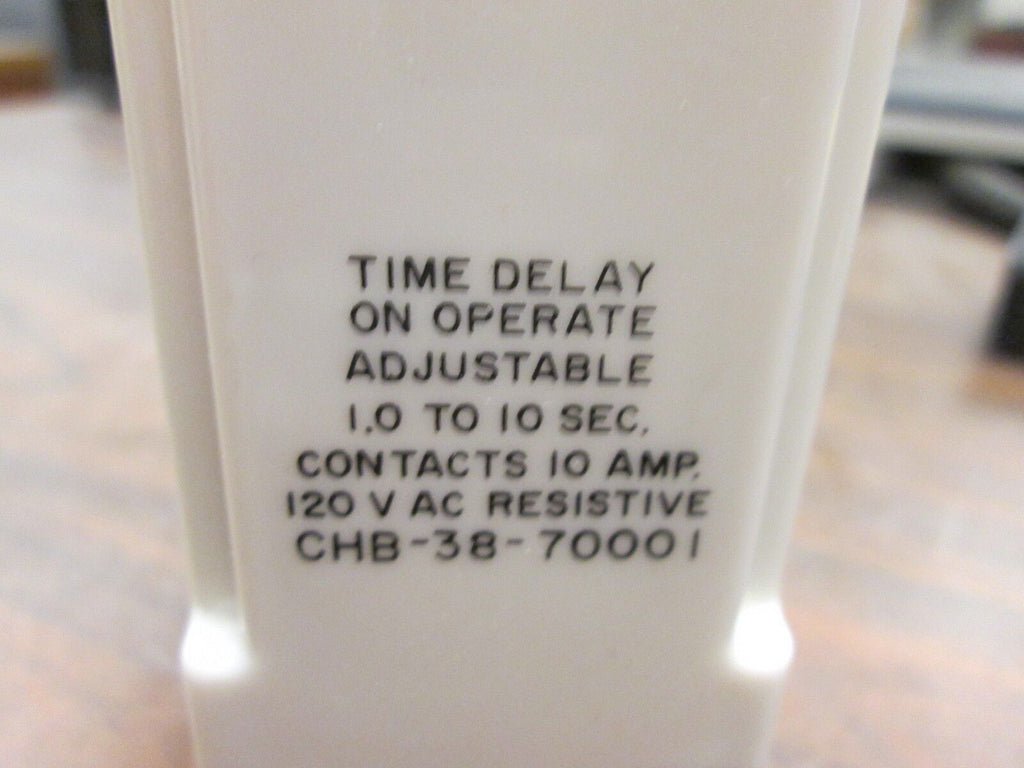 TIME DELAY
ON OPERATE
ADJUSTABLE
1.0 TO 10 SEC.
CONTACTS 10 AMP.
120 V AC RESISTIVE
CHB-38-70001